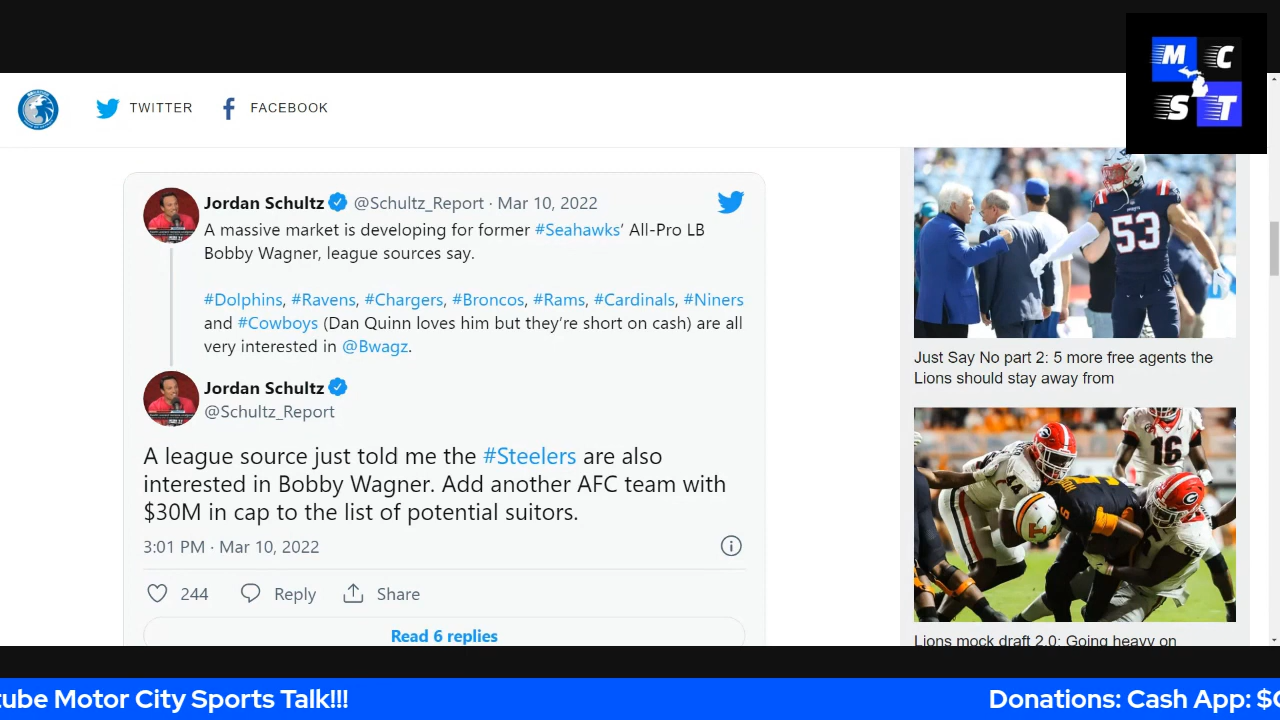 M C
S T
TWITTER FACEBOOK
Jordan Schultz @Schultz_Report · Mar 10, 2022
A massive market is developing for former #Seahawks’ All-Pro LB
Bobby Wagner, league sources say.
#Dolphins, #Ravens, #Chargers, #Broncos, #Rams, #Cardinals, #Niners
and #Cowboys (Dan Quinn loves him but they’re short on cash) are all
very interested in @Bwagz.
Jordan Schultz
@Schultz_Report
A league source just told me the #Steelers are also
interested in Bobby Wagner. Add another AFC team with
$30M in cap to the list of potential suitors.
3:01 PM · Mar 10, 2022
244 Reply Share
Read 6 replies
53
Just Say No part 2: 5 more free agents the
Lions should stay away from
16
44
Lions mock draft 2.0: Going heavy on
tube Motor City Sports Talk!!!
Donations: Cash App: